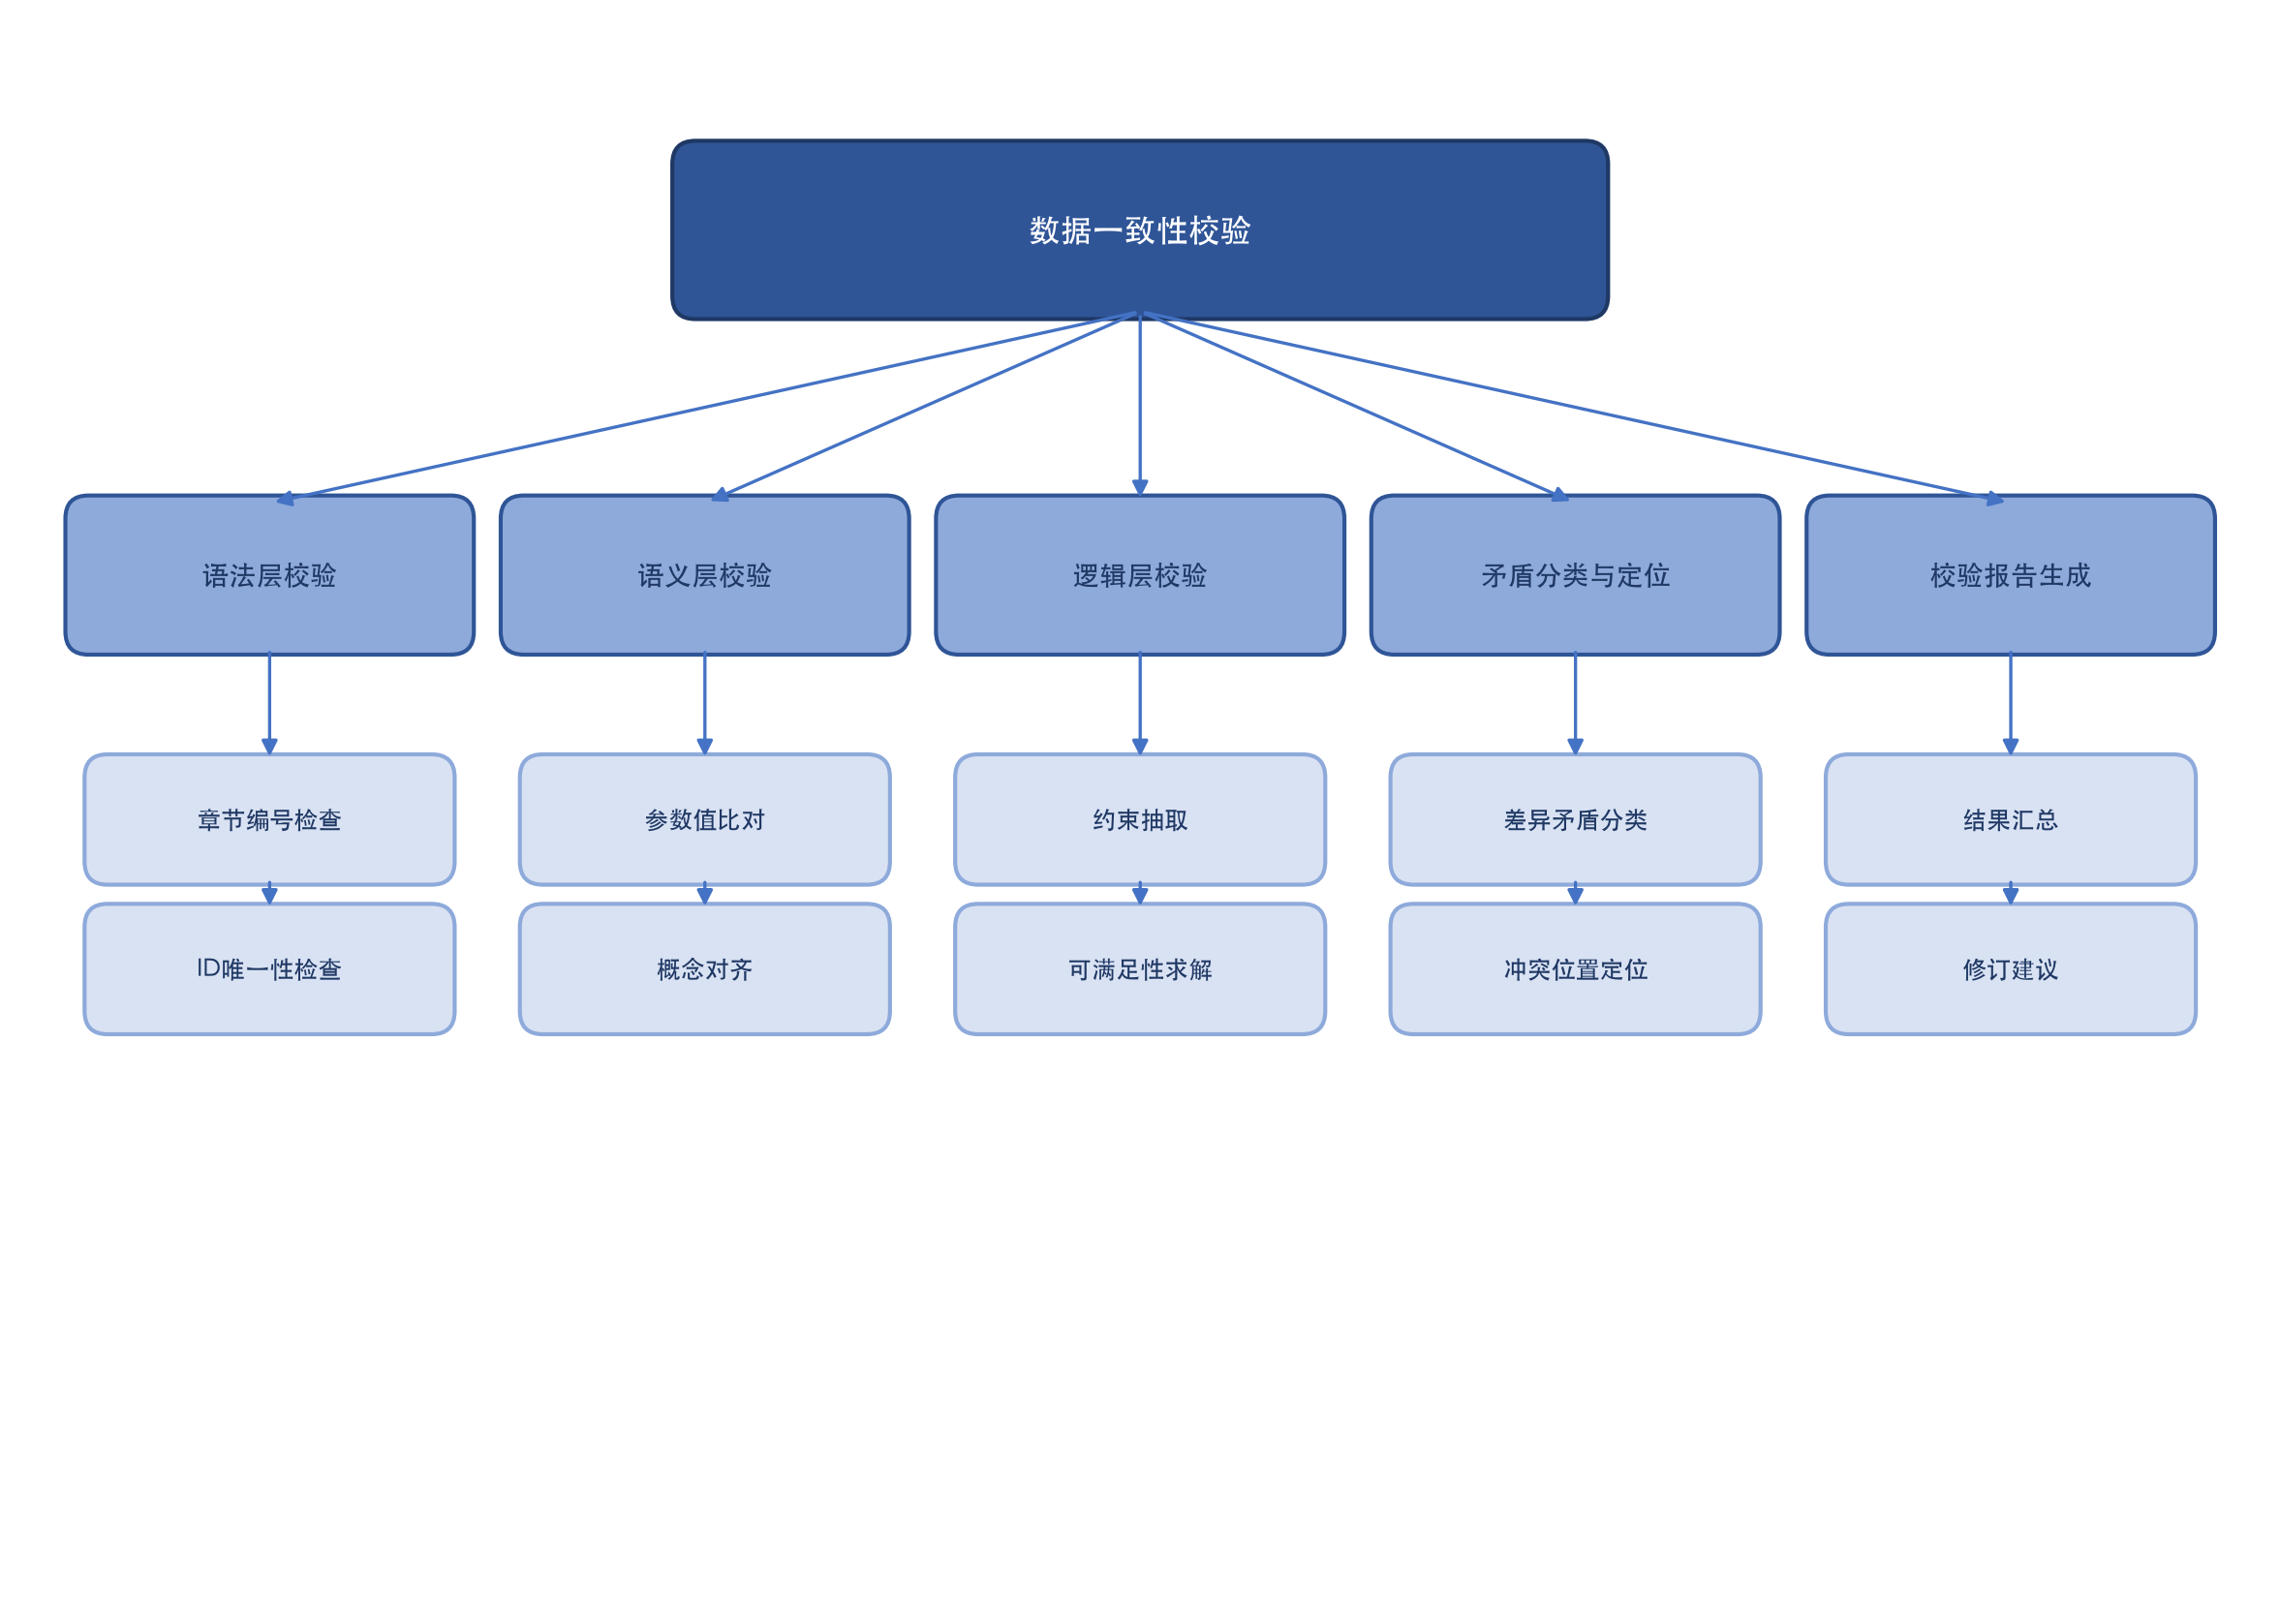 数据一致性校验
语法层校验
语义层校验
逻辑层校验
矛盾分类与定位
校验报告生成
章节编号检查
参数值比对
约束抽取
差异矛盾分类
结果汇总
ID唯一性检查
概念对齐
可满足性求解
冲突位置定位
修订建议